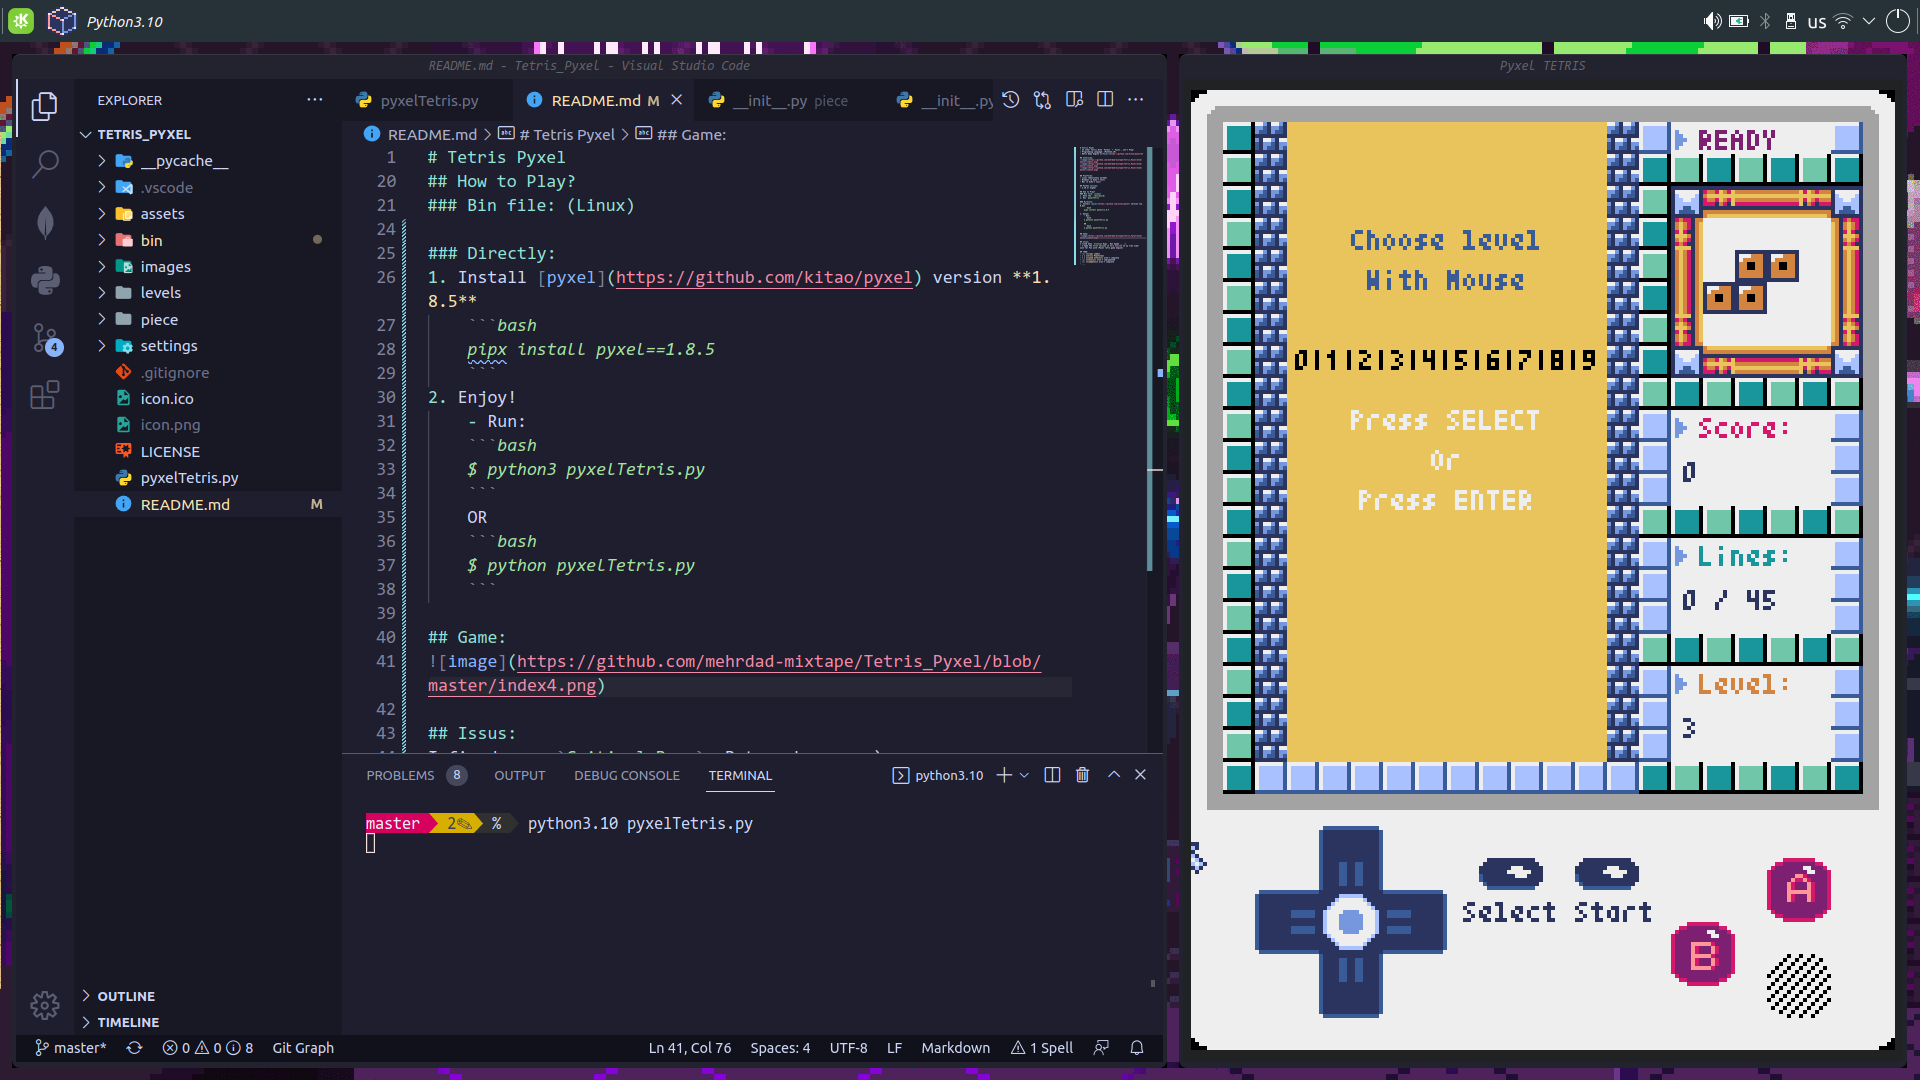 Python3.10
us
README.md - Tetris_Pyxel - Visual Studio Code
EXPLORER
TETRIS_PYXEL
__pycache__
.vscode
assets
bin
images
levels
piece
settings
.gitignore
icon.ico
icon.png
LICENSE
pyxelTetris.py
README.md M
OUTLINE
TIMELINE
pyxelTetris.py
README.md M
__init__.py piece
__init__.py
README.md > # Tetris Pyxel > ## Game:
1 # Tetris Pyxel
20 ## How to Play?
21 ### Bin file: (Linux)
24
25 ### Directly:
26 1. Install [pyxel](https://github.com/kitao/pyxel) version **1.
8.5**
27 ```bash
28 pipx install pyxel==1.8.5
29 ```
30 2. Enjoy!
31 - Run:
32 ```bash
33 $ python3 pyxelTetris.py
34 ```
35 OR
36 ```bash
37 $ python pyxelTetris.py
38 ```
39
40 ## Game:
41 ![image](https://github.com/mehrdad-mixtape/Tetris_Pyxel/blob/
master/index4.png)
42
43 ## Issus:
PROBLEMS 8 OUTPUT DEBUG CONSOLE TERMINAL
python3.10
master 2 % python3.10 pyxelTetris.py
master* 0 0 8 Git Graph
Ln 41, Col 76 Spaces: 4 UTF-8 LF Markdown 1 Spell
4
Pyxel TETRIS
Choose level
With Mouse
0|1|2|3|4|5|6|7|8|9
Press SELECT
Or
Press ENTER
READY
Score:
0
Lines:
0 / 45
Level:
3
Select Start
A
B